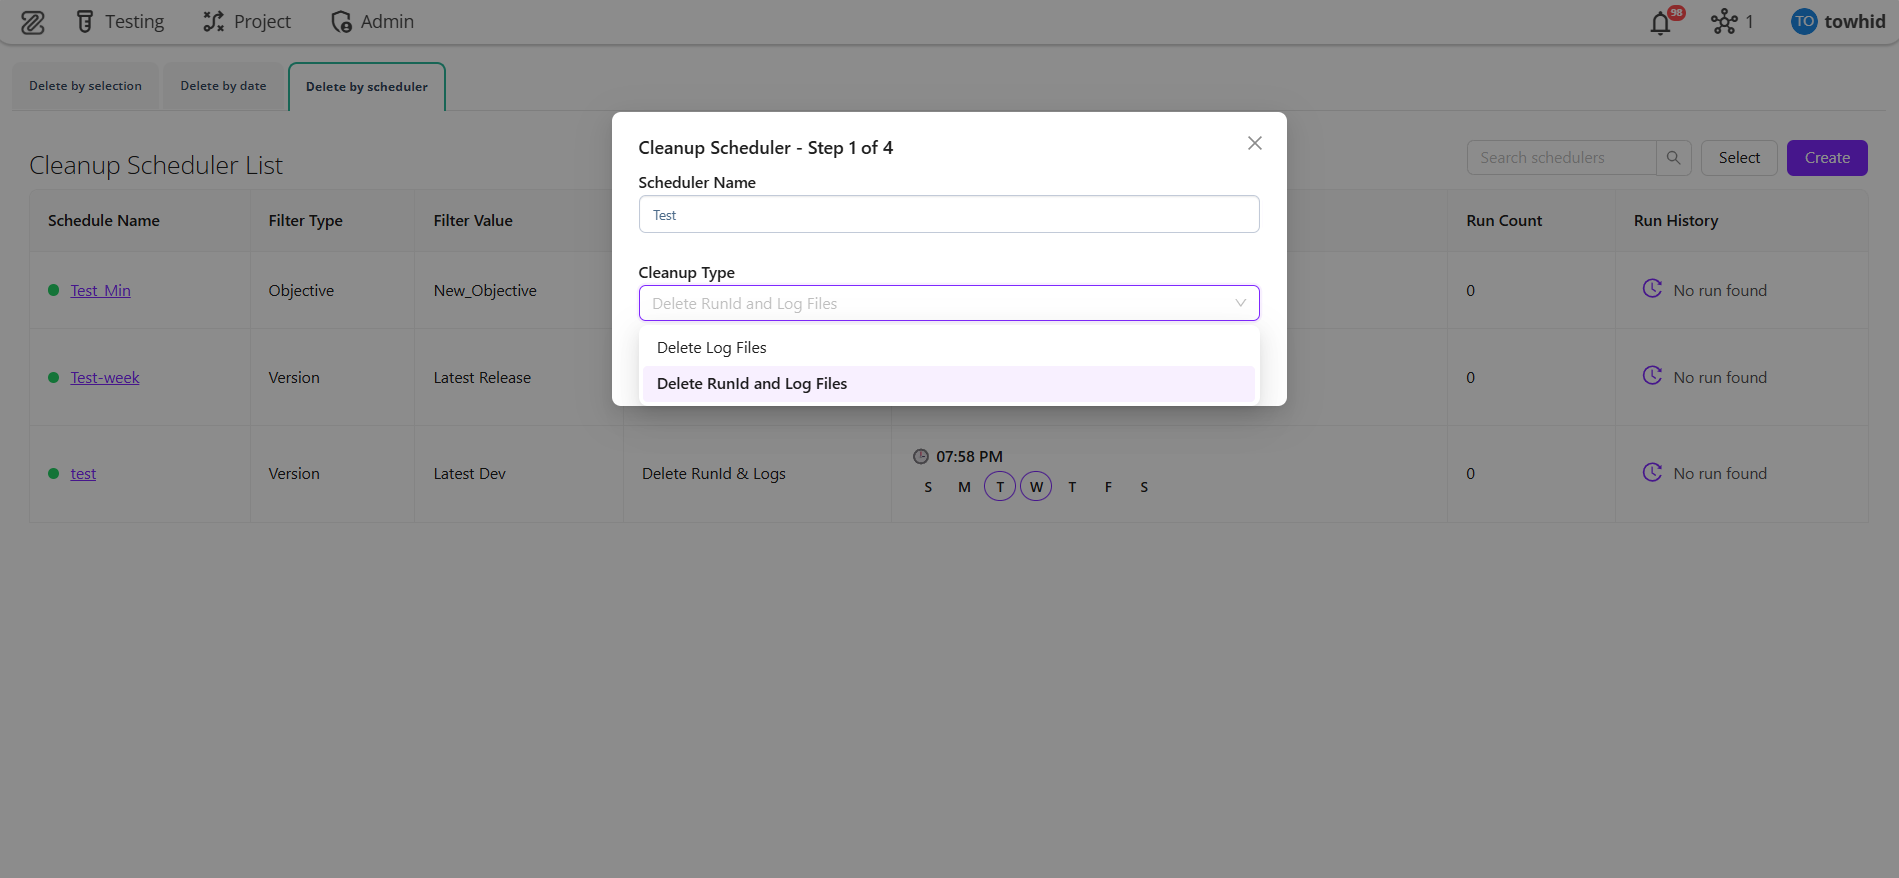 Testing Project Admin 98 1 TO towhid
Delete by selection Delete by date Delete by scheduler
Cleanup Scheduler List
Search schedulers Select Create
Schedule Name Filter Type Filter Value Run Count Run History
Test_Min Objective New_Objective 0 No run found
Test-week Version Latest Release 0 No run found
test Version Latest Dev Delete RunId & Logs 07:58 PM 0 No run found
S M T W T F S
Cleanup Scheduler - Step 1 of 4
Scheduler Name
Test
Cleanup Type
Delete RunId and Log Files
Delete Log Files
Delete RunId and Log Files